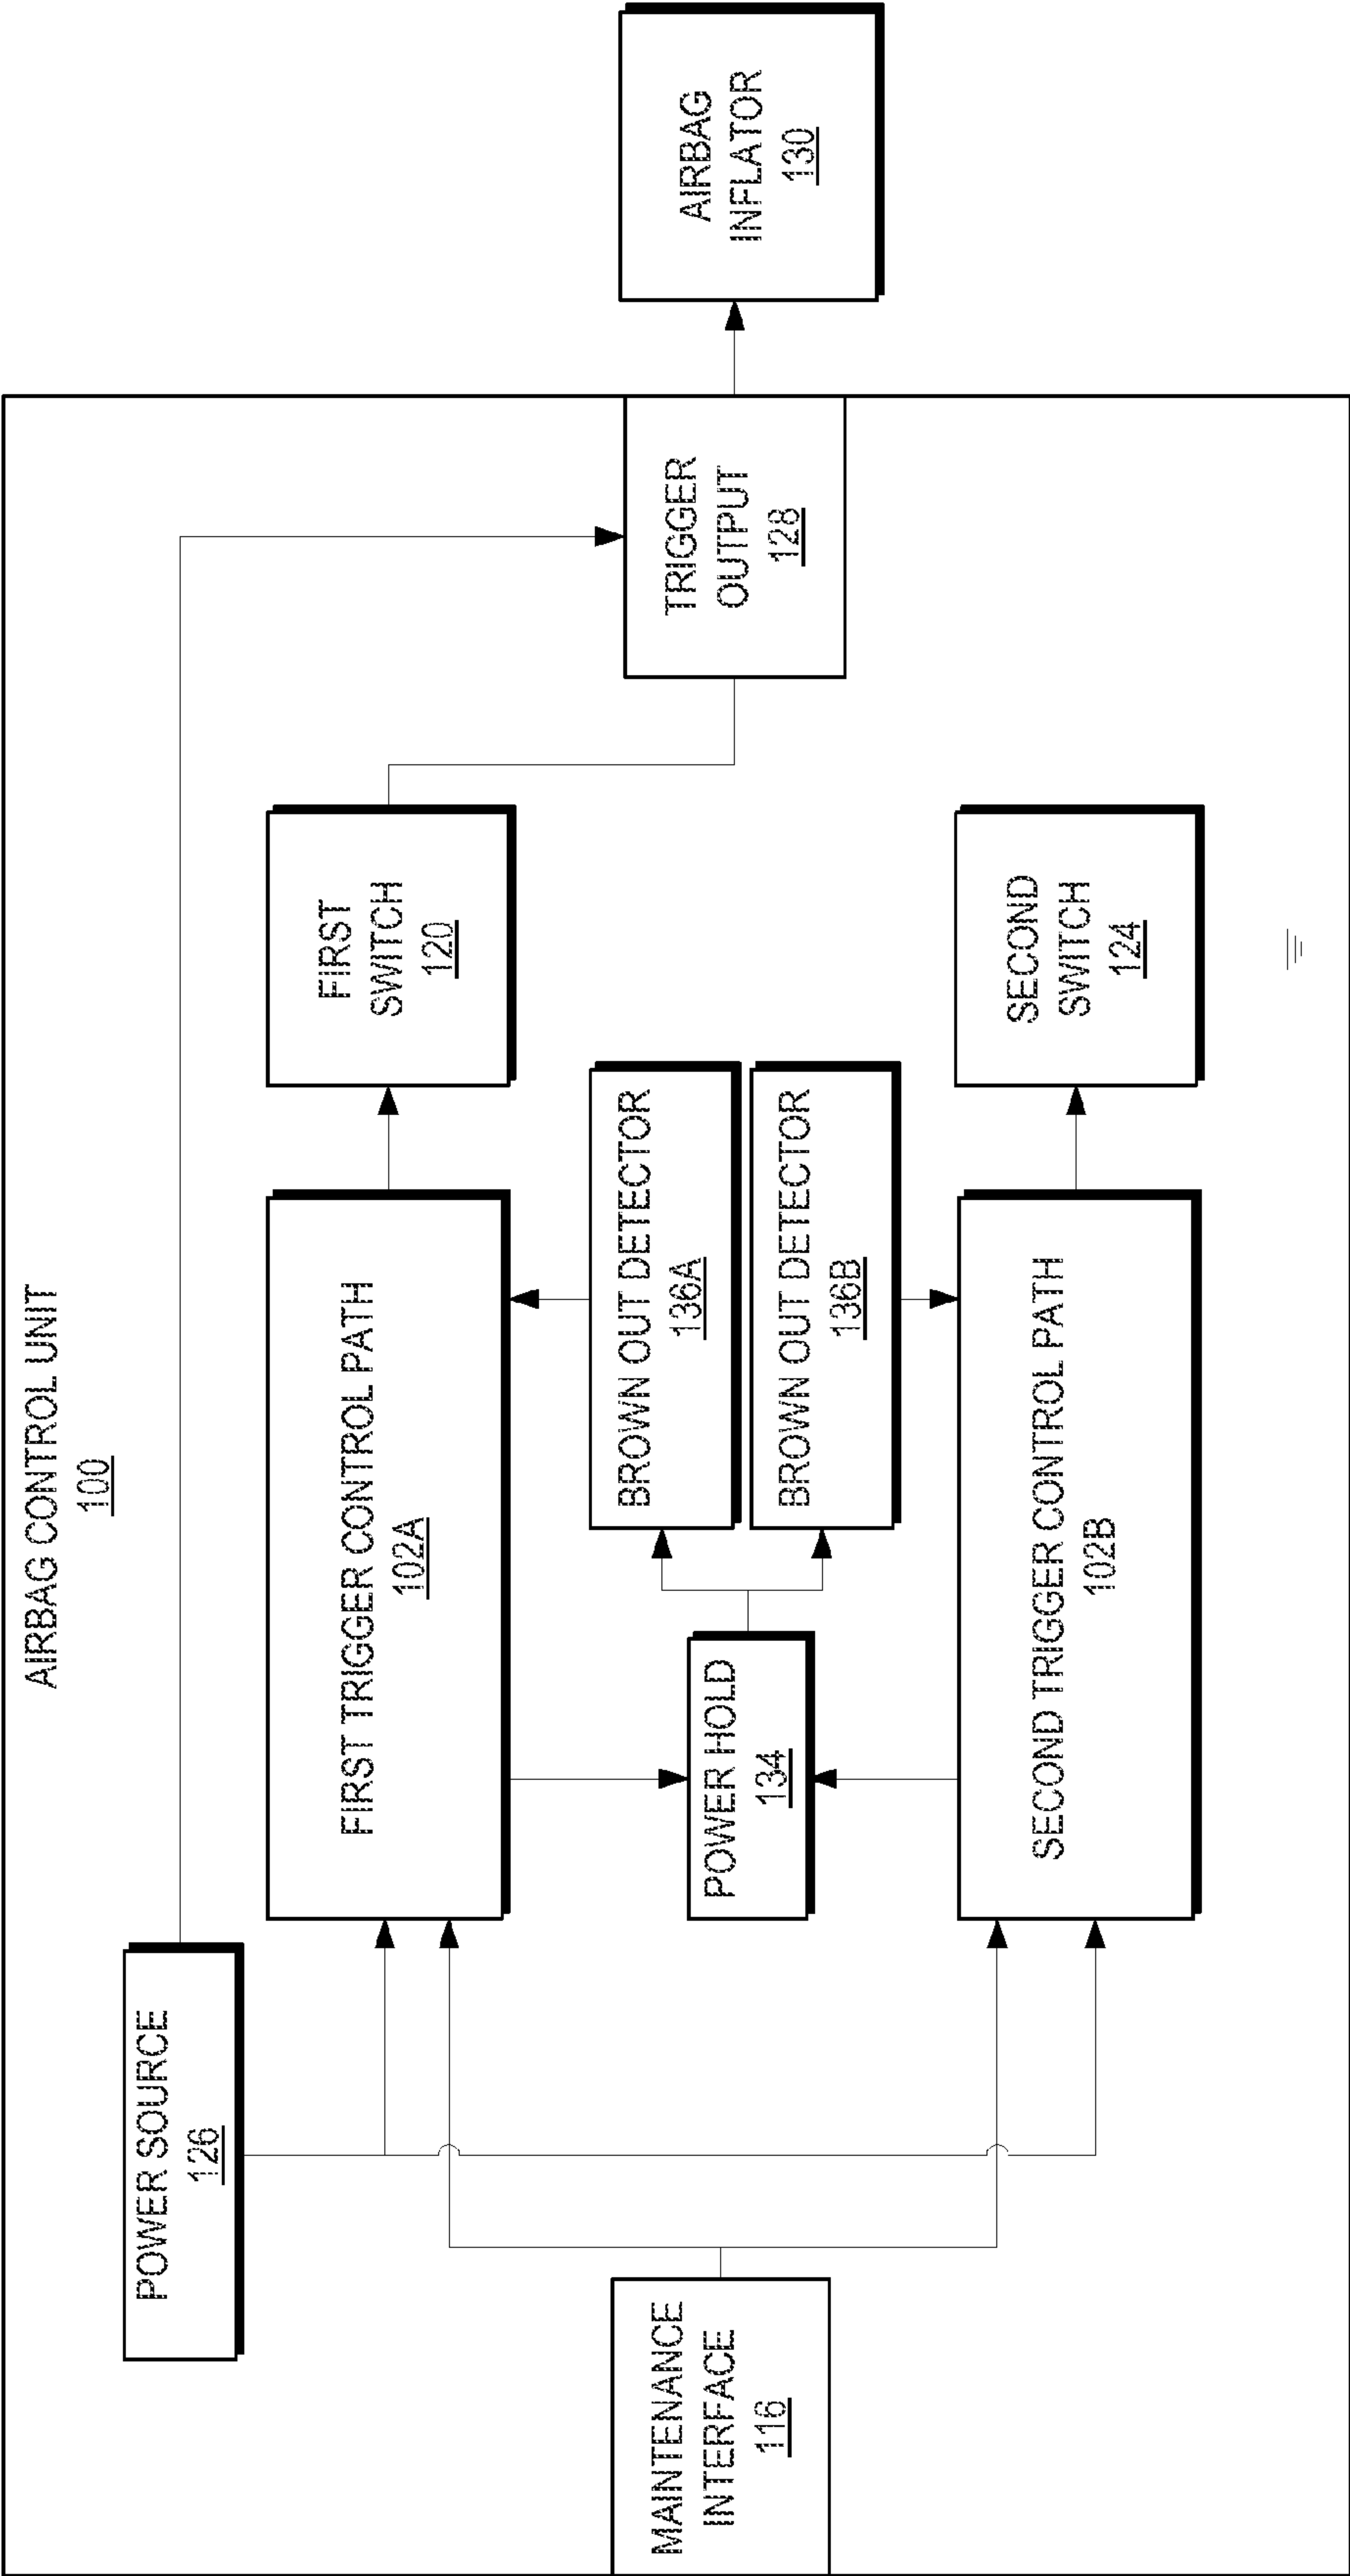 AIRBAG CONTROL UNIT
100
POWER SOURCE
126
MAINTENANCE
INTERFACE
116
FIRST TRIGGER CONTROL PATH
102A
FIRST
SWITCH
120
POWER HOLD
134
BROWN OUT DETECTOR
136A
BROWN OUT DETECTOR
136B
SECOND TRIGGER CONTROL PATH
102B
SECOND
SWITCH
124
TRIGGER
OUTPUT
128
AIRBAG
INFLATOR
130